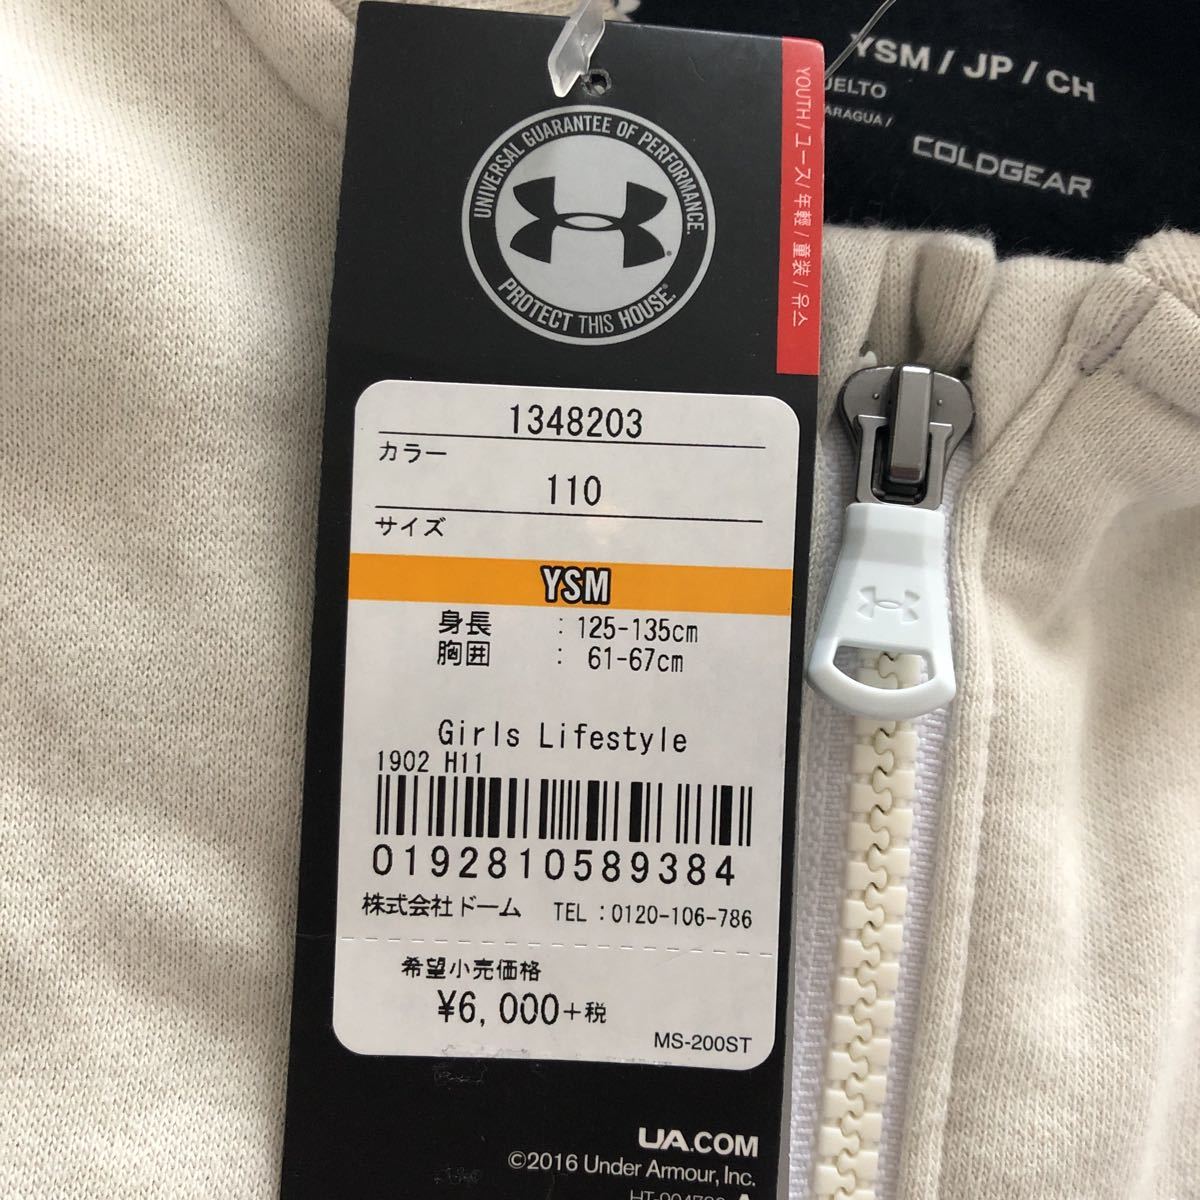 UNIVERSAL GUARANTEE OF PERFORMANCE.
PROTECT THIS HOUSE.
YOUTH / ユース / 年輕 / 童裝 / 유스
YSM / JP / CH
COLDGEAR
1348203
カラー
110
サイズ
YSM
身長 : 125-135cm
胸囲 : 61-67cm
Girls Lifestyle
1902 H11
0192810589384
株式会社ドーム TEL:0120-106-786
希望小売価格
¥6,000+税
MS-200ST
UA.COM
©2016 Under Armour, Inc.